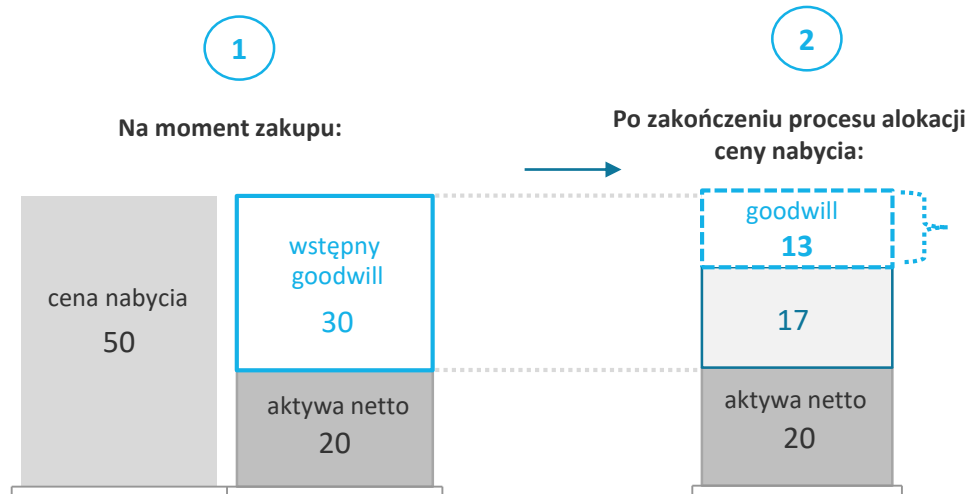 1
Na moment zakupu:
cena nabycia
50
wstępny
goodwill
30
aktywa netto
20
2
Po zakończeniu procesu alokacji
ceny nabycia:
goodwill
13
17
aktywa netto
20